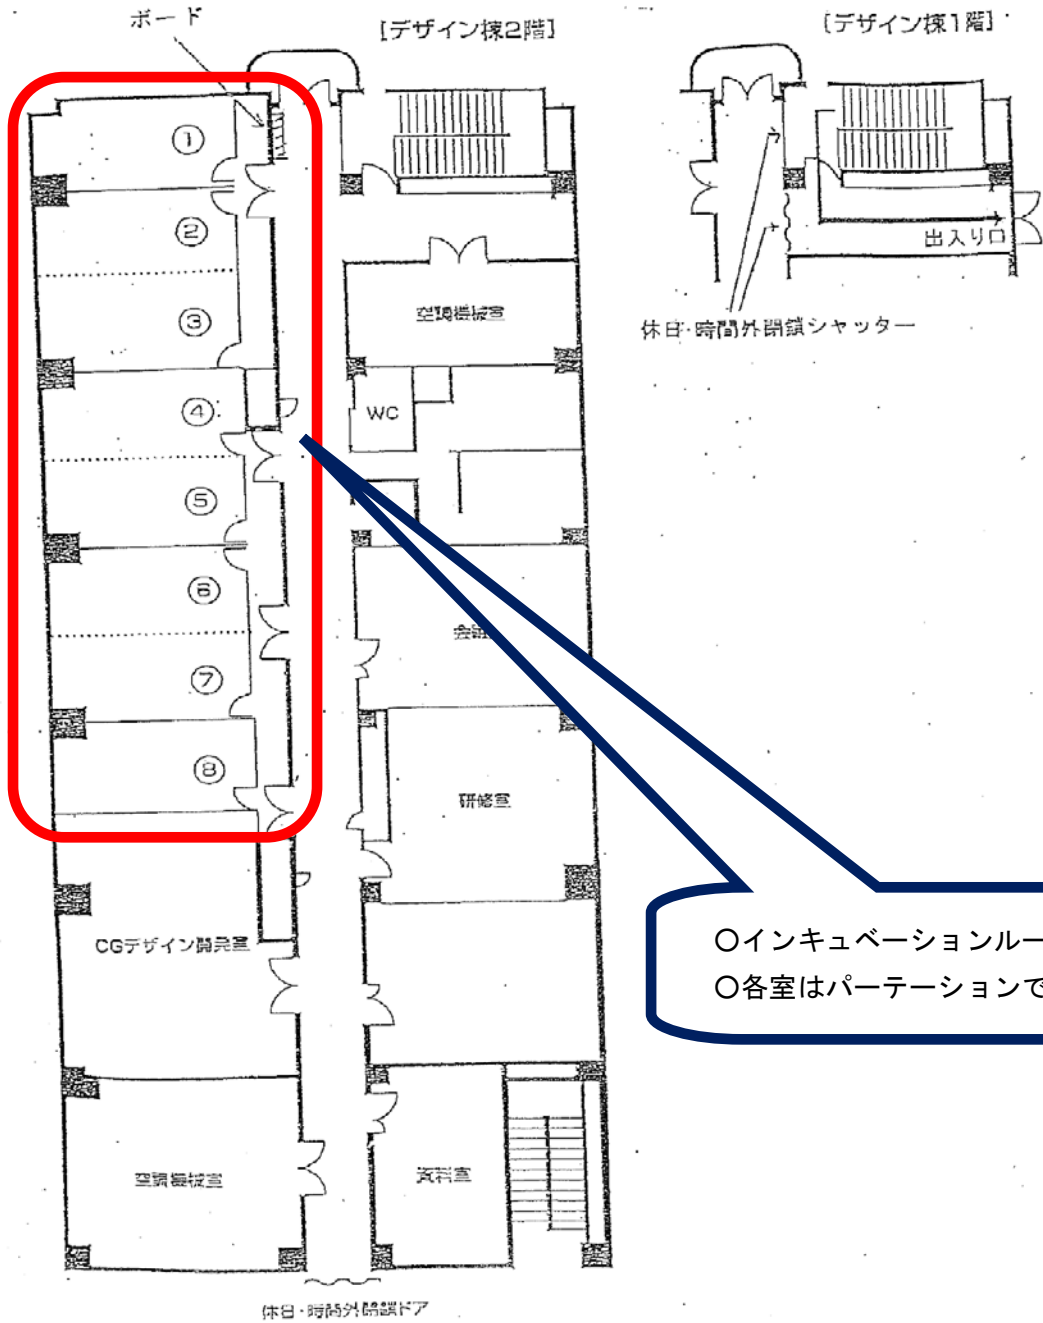 ボード
[デザイン棟2階]
[デザイン棟1階]
①
②
③
④
⑤
⑥
⑦
⑧
空調機械室
WC
出入り口
休日・時間外閉鎖シャッター
研修室
〇インキュベーションルー
〇各室はパーテーションで
CGデザイン開発室
空調機械室
資料室
休日・時間外閉鎖ドア